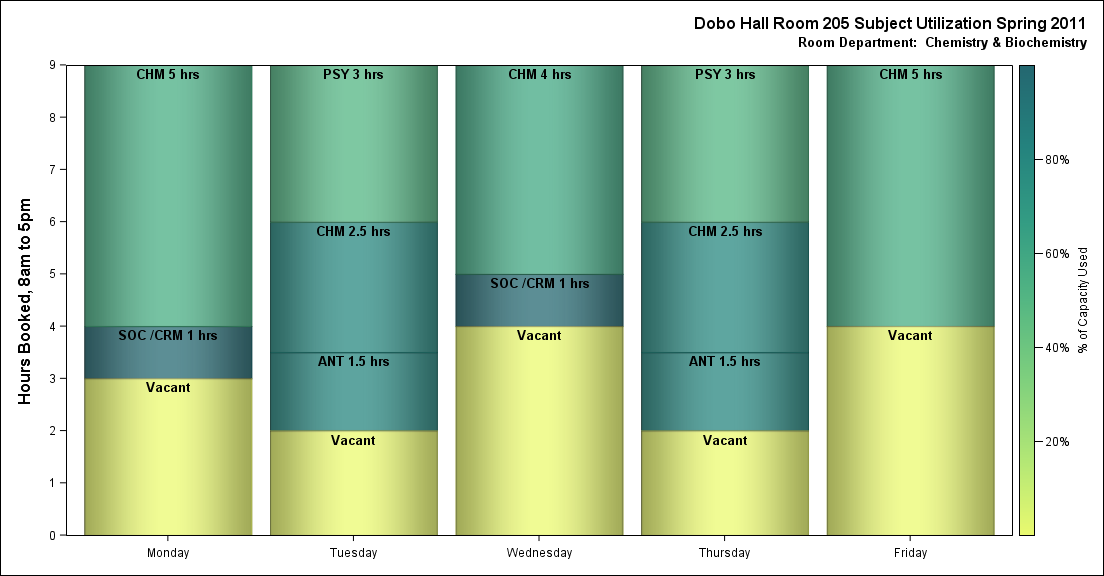 Dobo Hall Room 205 Subject Utilization Spring 2011
Room Department:  Chemistry & Biochemistry
Hours Booked, 8am to 5pm
9
8
7
6
5
4
3
2
1
0
CHM 5 hrs
SOC /CRM 1 hrs
Vacant
PSY 3 hrs
CHM 2.5 hrs
ANT 1.5 hrs
Vacant
CHM 4 hrs
SOC /CRM 1 hrs
Vacant
PSY 3 hrs
CHM 2.5 hrs
ANT 1.5 hrs
Vacant
CHM 5 hrs
Vacant
Monday
Tuesday
Wednesday
Thursday
Friday
80%
60%
40%
20%
% of Capacity Used